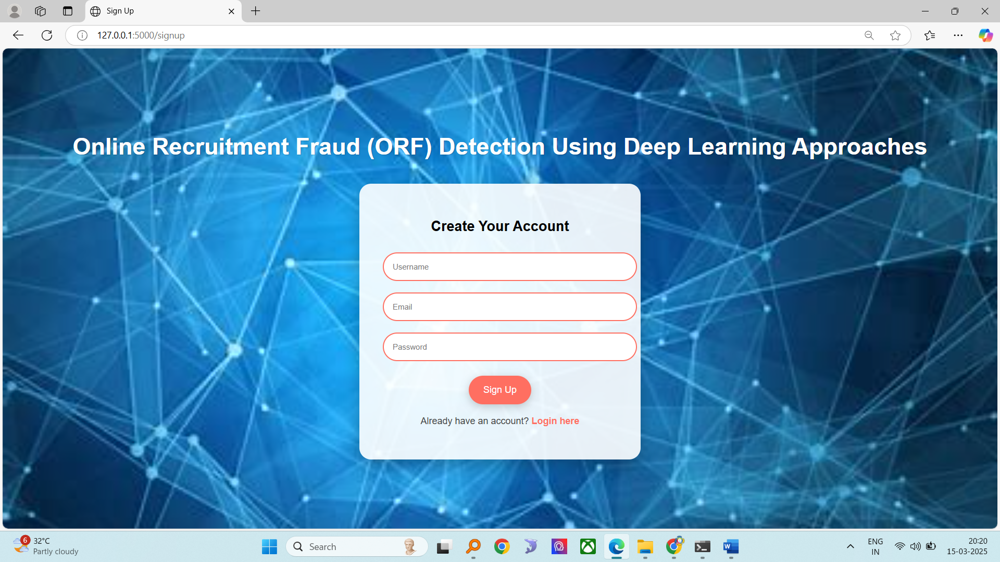 Sign Up
127.0.0.1:5000/signup
Online Recruitment Fraud (ORF) Detection Using Deep Learning Approaches
Create Your Account
Username
Email
Password
Sign Up
Already have an account? Login here
6
32°C
Partly cloudy
Search
W
ENG
IN
20:20
15-03-2025